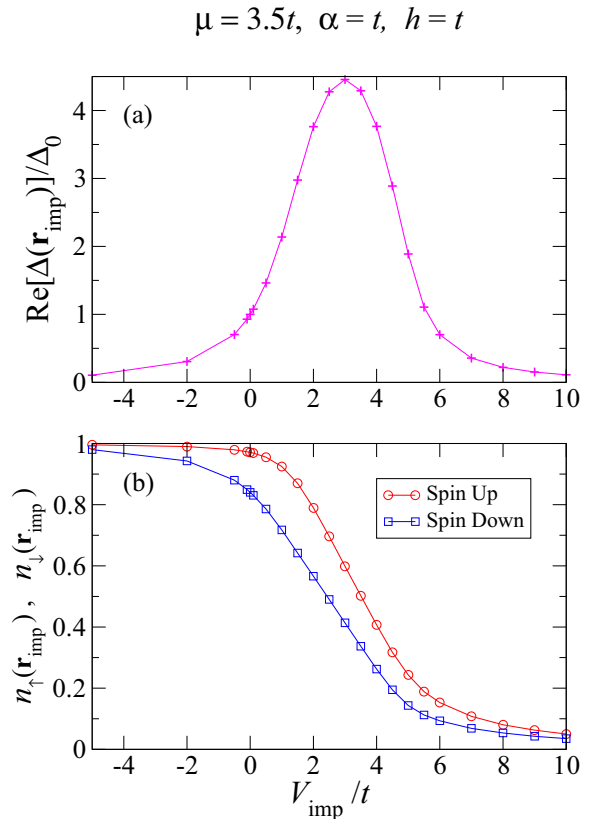 μ = 3.5t, α = t, h = t
(a)
Re[Δ(r_imp)]/Δ_0
4
3
2
1
0
-4 -2 0 2 4 6 8 10
(b)
Spin Up
Spin Down
n_↑(r_imp) , n_↓(r_imp)
1
0.8
0.6
0.4
0.2
0
-4 -2 0 2 4 6 8 10
V_imp /t